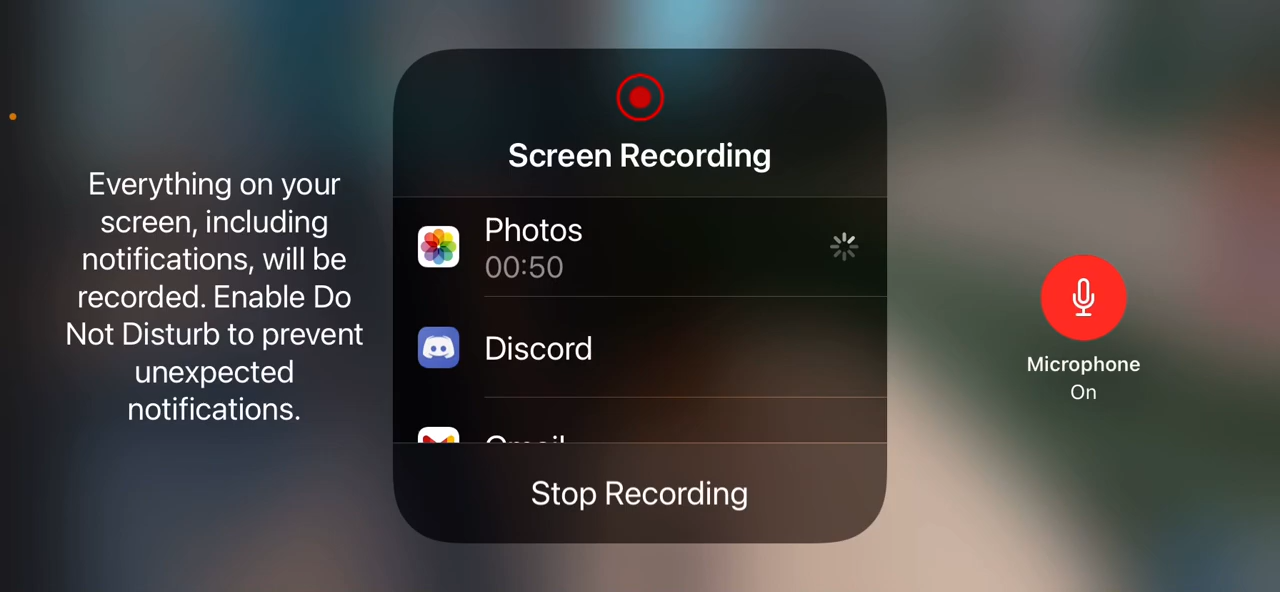 Screen Recording
Everything on your
screen, including
notifications, will be
recorded. Enable Do
Not Disturb to prevent
unexpected
notifications.
Photos
00:50
Discord
Gmail
Stop Recording
Microphone
On